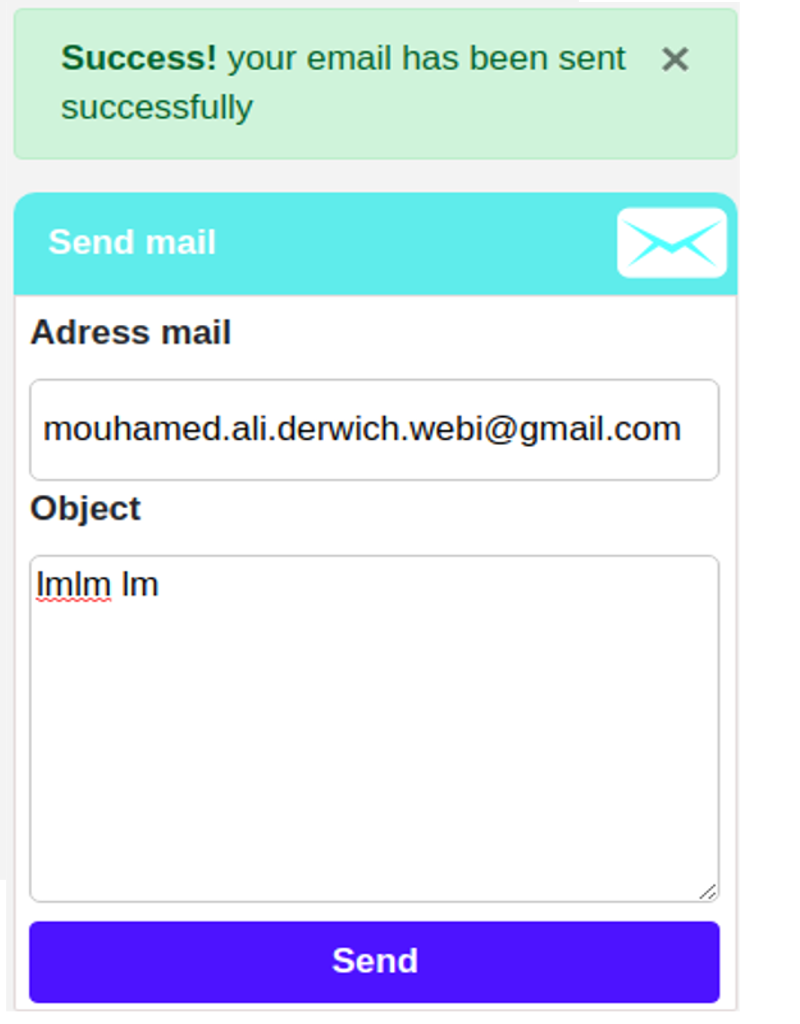 Success! your email has been sent
successfully
Send mail
Adress mail
mouhamed.ali.derwich.webi@gmail.com
Object
lmlm lm
Send